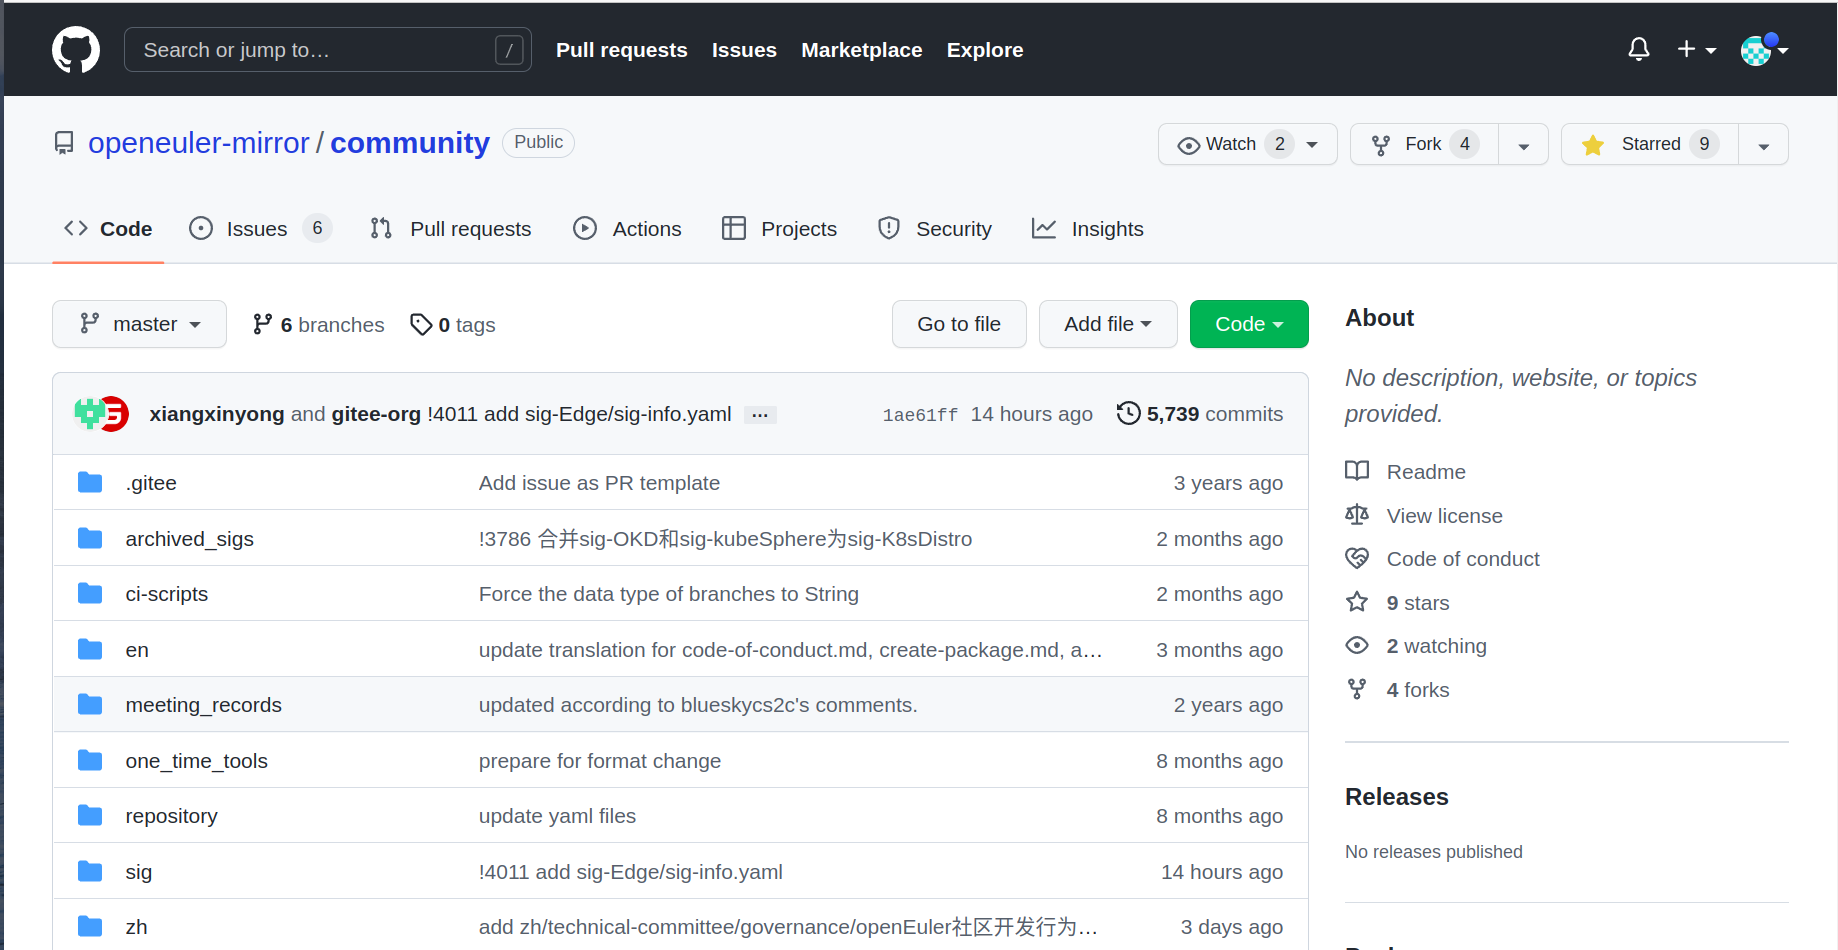 Search or jump to… /
Pull requests Issues Marketplace Explore
openeuler-mirror / community Public
Watch 2
Fork 4
Starred 9
Code
Issues 6
Pull requests
Actions
Projects
Security
Insights
master
6 branches
0 tags
Go to file
Add file
Code
xiangxinyong and gitee-org !4011 add sig-Edge/sig-info.yaml … 1ae61ff 14 hours ago 5,739 commits
.gitee Add issue as PR template 3 years ago
archived_sigs !3786 合并sig-OKD和sig-kubeSphere为sig-K8sDistro 2 months ago
ci-scripts Force the data type of branches to String 2 months ago
en update translation for code-of-conduct.md, create-package.md, a… 3 months ago
meeting_records updated according to blueskycs2c's comments. 2 years ago
one_time_tools prepare for format change 8 months ago
repository update yaml files 8 months ago
sig !4011 add sig-Edge/sig-info.yaml 14 hours ago
zh add zh/technical-committee/governance/openEuler社区开发行为… 3 days ago
About
No description, website, or topics
provided.
Readme
View license
Code of conduct
9 stars
2 watching
4 forks
Releases
No releases published